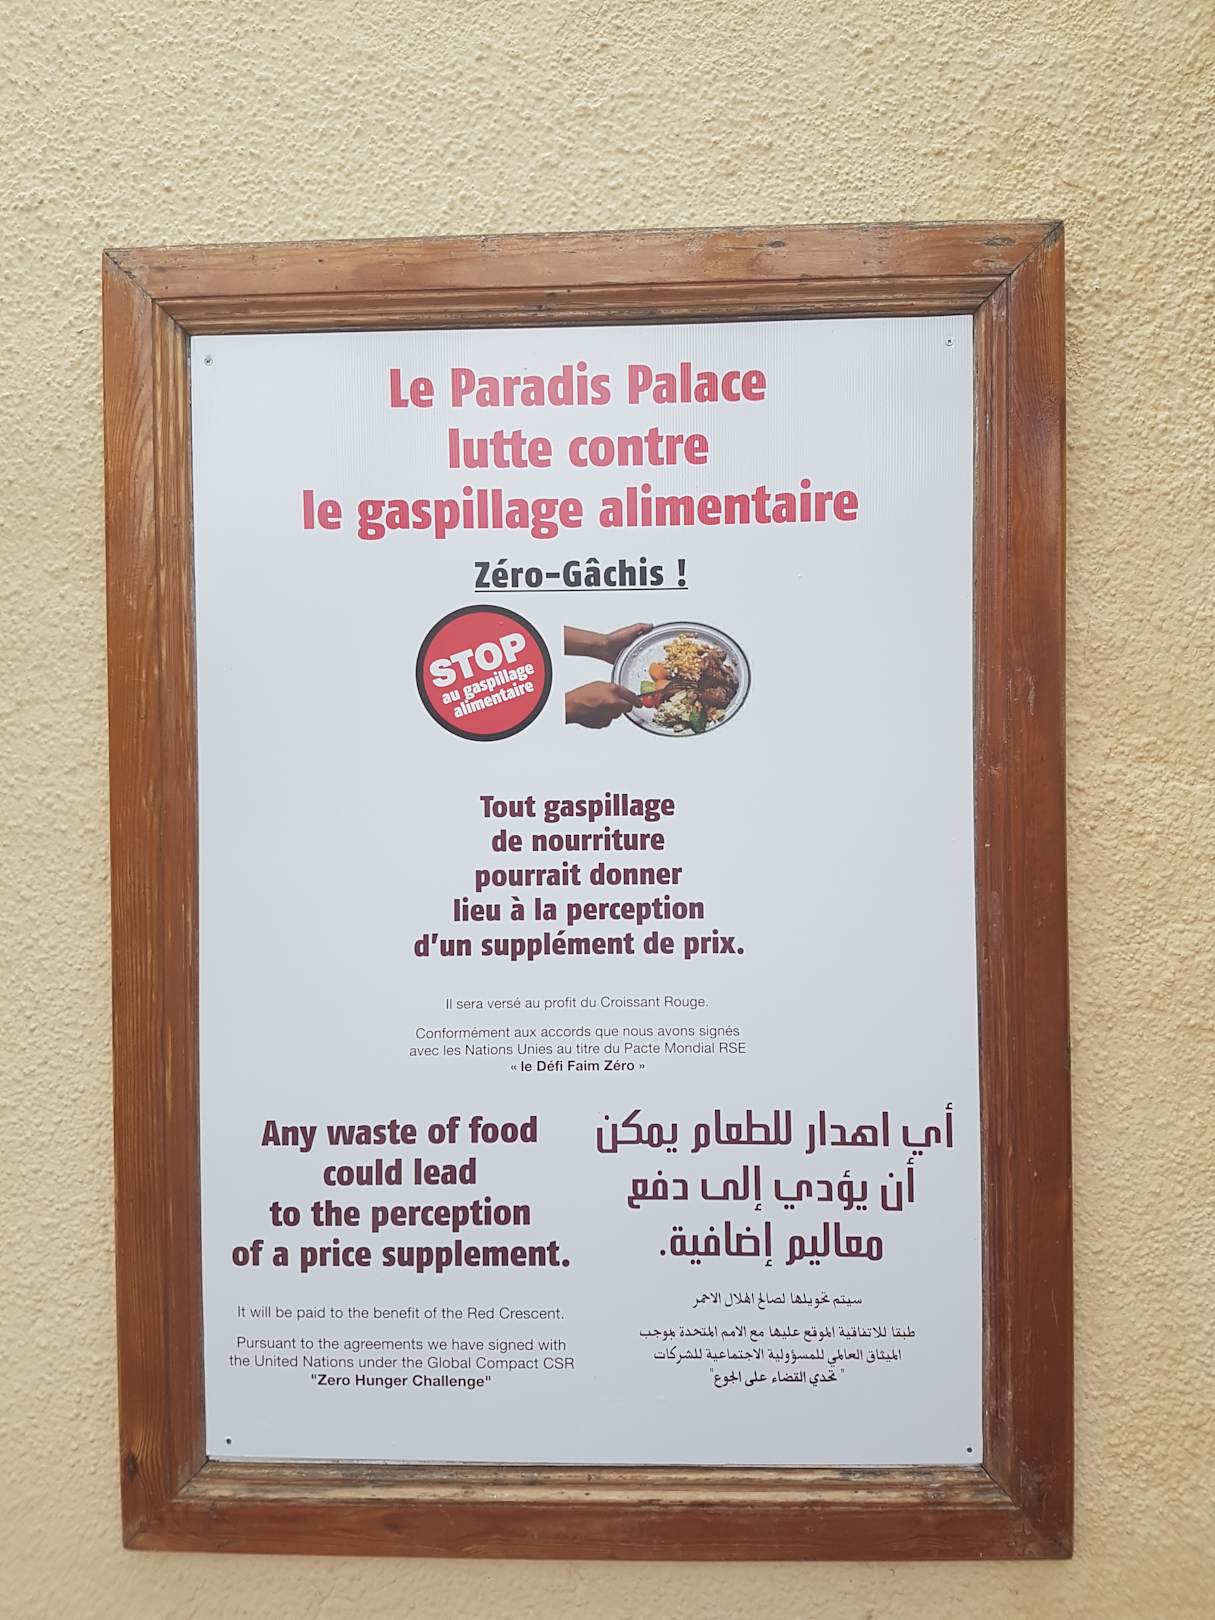 Le Paradis Palace
lutte contre
le gaspillage alimentaire
Zéro-Gâchis !
STOP
au gaspillage
alimentaire
Tout gaspillage
de nourriture
pourrait donner
lieu à la perception
d'un supplément de prix.
Il sera versé au profit du Croissant Rouge.
Conformément aux accords que nous avons signés
avec les Nations Unies au titre du Pacte Mondial RSE
« le Défi Faim Zéro »
Any waste of food
could lead
to the perception
of a price supplement.
It will be paid to the benefit of the Red Crescent.
Pursuant to the agreements we have signed with
the United Nations under the Global Compact CSR
"Zero Hunger Challenge"
أي اهدار للطعام يمكن
أن يؤدي إلى دفع
معاليم إضافية.
سيتم تحويلها لصالح الهلال الاحمر
طبقا للاتفاقية الموقع عليها مع الامم المتحدة بموجب
الميثاق العالمي للمسؤولية الاجتماعية للشركات
"تحدي القضاء على الجوع"